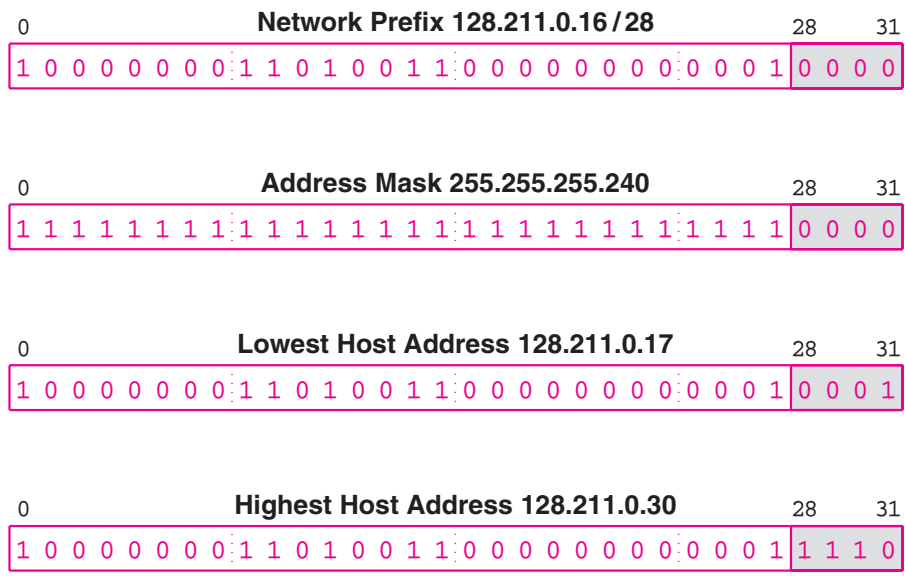 Network Prefix 128.211.0.16 / 28
0 28 31
1 0 0 0 0 0 0 0 1 1 0 1 0 0 1 1 0 0 0 0 0 0 0 0 0 0 0 1 0 0 0 0
Address Mask 255.255.255.240
0 28 31
1 1 1 1 1 1 1 1 1 1 1 1 1 1 1 1 1 1 1 1 1 1 1 1 1 1 1 1 0 0 0 0
Lowest Host Address 128.211.0.17
0 28 31
1 0 0 0 0 0 0 0 1 1 0 1 0 0 1 1 0 0 0 0 0 0 0 0 0 0 0 1 0 0 0 1
Highest Host Address 128.211.0.30
0 28 31
1 0 0 0 0 0 0 0 1 1 0 1 0 0 1 1 0 0 0 0 0 0 0 0 0 0 0 1 1 1 1 0